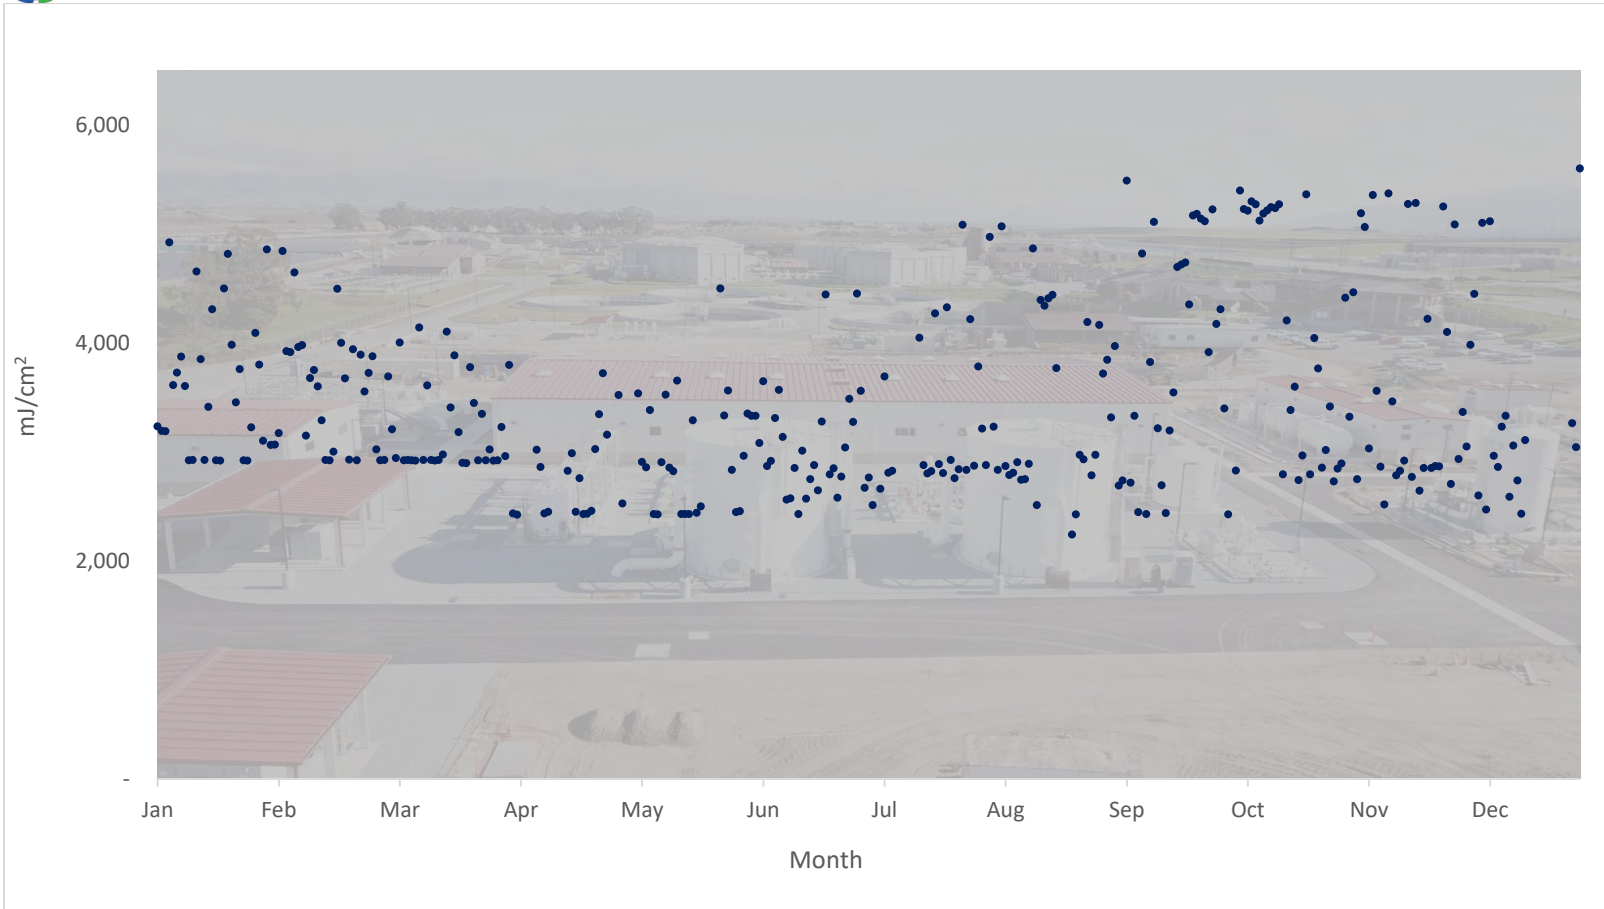 6,000
4,000
mJ/cm²
2,000
-
Jan Feb Mar Apr May Jun Jul Aug Sep Oct Nov Dec
Month